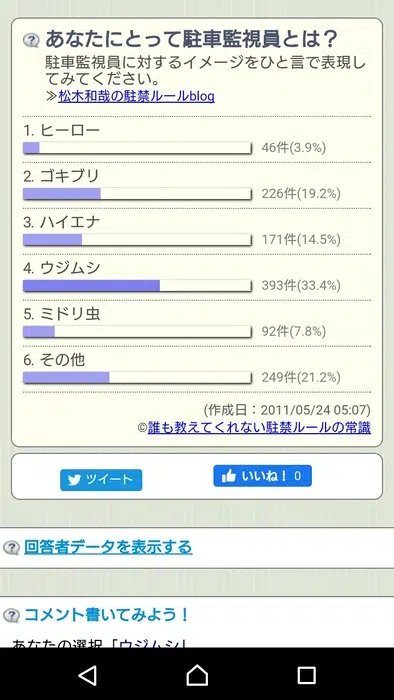 あなたにとって駐車監視員とは？
駐車監視員に対するイメージをひと言で表現し
てみてください。
≫松木和哉の駐禁ルールblog
1. ヒーロー
46件(3.9%)
2. ゴキブリ
226件(19.2%)
3. ハイエナ
171件(14.5%)
4. ウジムシ
393件(33.4%)
5. ミドリ虫
92件(7.8%)
6. その他
249件(21.2%)
(作成日：2011/05/24 05:07)
©誰も教えてくれない駐禁ルールの常識
ツイート
いいね！ 0
回答者データを表示する
コメント書いてみよう！
あなたの選択「ウジムシ」